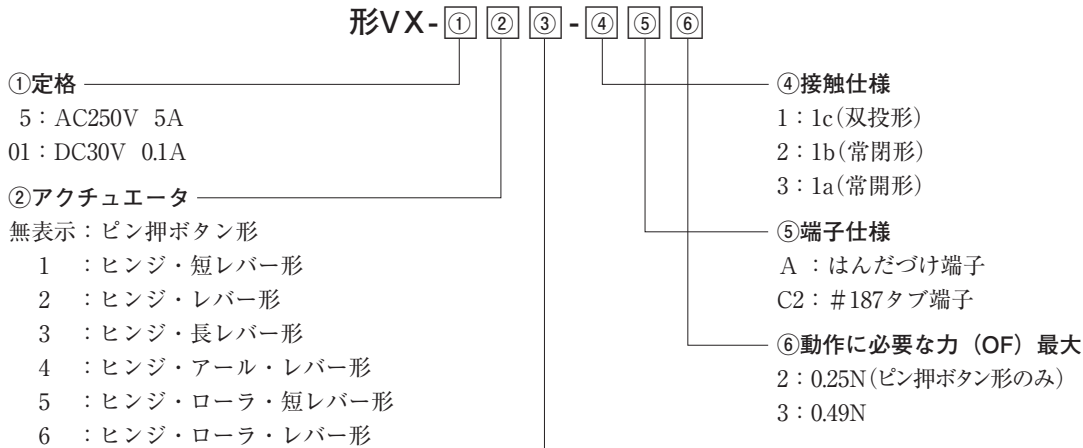 形VX-① ② ③ - ④ ⑤ ⑥
①定格
5：AC250V 5A
01：DC30V 0.1A
②アクチュエータ
無表示：ピン押ボタン形
1 ：ヒンジ・短レバー形
2 ：ヒンジ・レバー形
3 ：ヒンジ・長レバー形
4 ：ヒンジ・アール・レバー形
5 ：ヒンジ・ローラ・短レバー形
6 ：ヒンジ・ローラ・レバー形
④接触仕様
1：1c(双投形)
2：1b(常閉形)
3：1a(常開形)
⑤端子仕様
A ：はんだづけ端子
C2：＃187タブ端子
⑥動作に必要な力（OF）最大
2：0.25N(ピン押ボタン形のみ)
3：0.49N